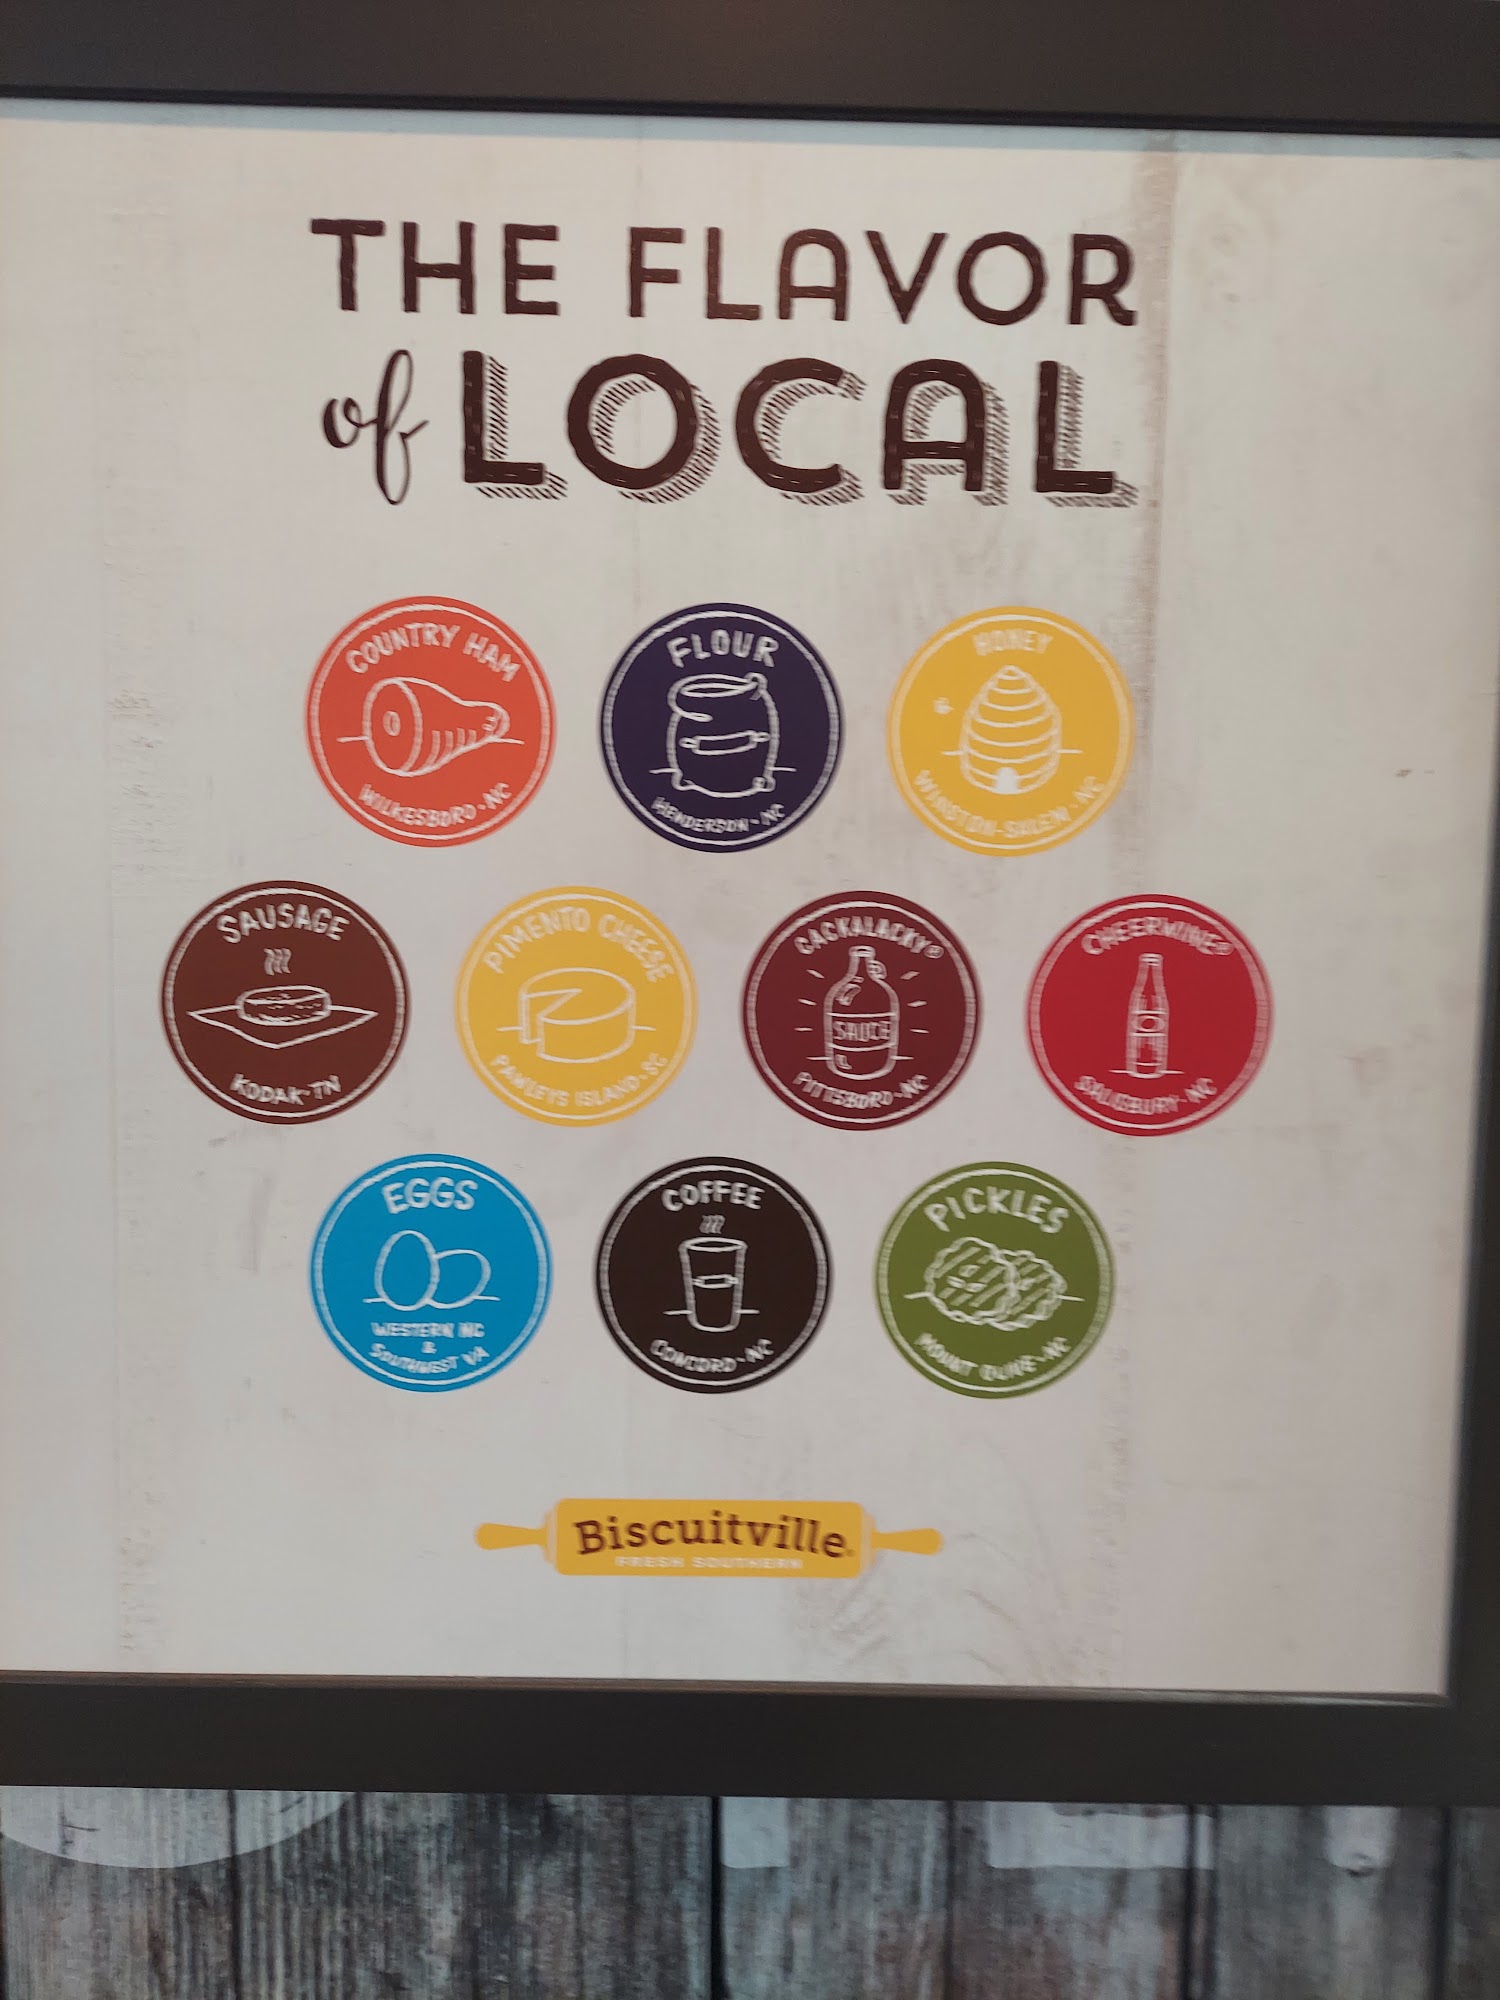 THE FLAVOR
of LOCAL
COUNTRY HAM
WILKESBORO·NC
FLOUR
HENDERSON·NC
HONEY
WINSTON-SALEM·NC
SAUSAGE
KODAK·TN
PIMENTO CHEESE
PAWLEYS ISLAND·SC
CACKALACKY®
SAUCE
PITTSBORO·NC
CHEERWINE®
SALISBURY·NC
EGGS
WESTERN NC
&
SOUTHWEST VA
COFFEE
CONCORD·NC
PICKLES
MOUNT OLIVE·NC
Biscuitville®
FRESH SOUTHERN